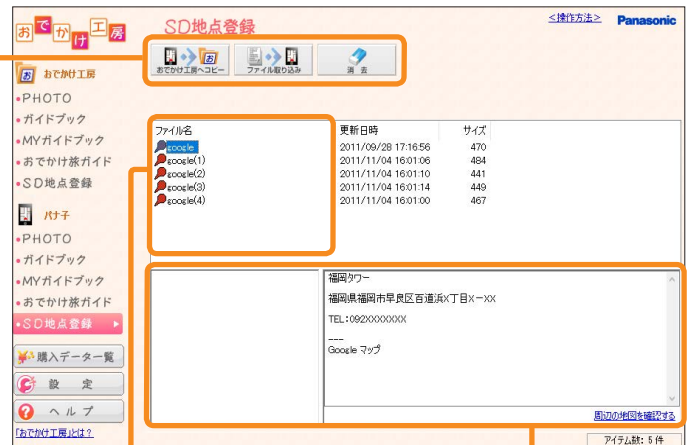 おでかけ工房
SD地点登録
<操作方法>
Panasonic
おでかけ工房へコピー
ファイル取り込み
消 去
おでかけ工房
•PHOTO
•ガイドブック
•MYガイドブック
•おでかけ旅ガイド
•SD地点登録
パナ子
•PHOTO
•ガイドブック
•MYガイドブック
•おでかけ旅ガイド
•SD地点登録
購入データ一覧
設 定
ヘ ル プ
「おでかけ工房」とは?
ファイル名 更新日時 サイズ
google 2011/09/28 17:16:56 470
google(1) 2011/11/04 16:01:06 484
google(2) 2011/11/04 16:01:10 441
google(3) 2011/11/04 16:01:14 449
google(4) 2011/11/04 16:01:00 467
福岡タワー
福岡県福岡市早良区百道浜X丁目X-XX
TEL:092XXXXXXX
---
Google マップ
周辺の地図を確認する
アイテム数: 5 件